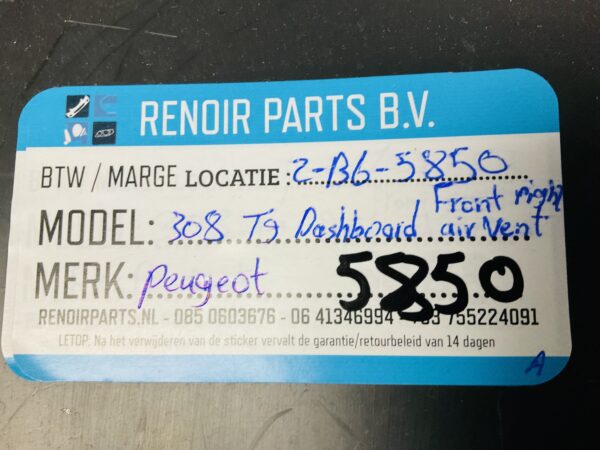 RENOIR PARTS B.V.
BTW / MARGE LOCATIE : 2-B6-5850
Front right
MODEL: 308 T9 Dashboard air vent
MERK: Peugeot 5850
RENOIRPARTS.NL - 085 0603676 - 06 41346994 - 755224091
LETOP: Na het verwijderen van de sticker vervalt de garantie/retourbeleid van 14 dagen
A